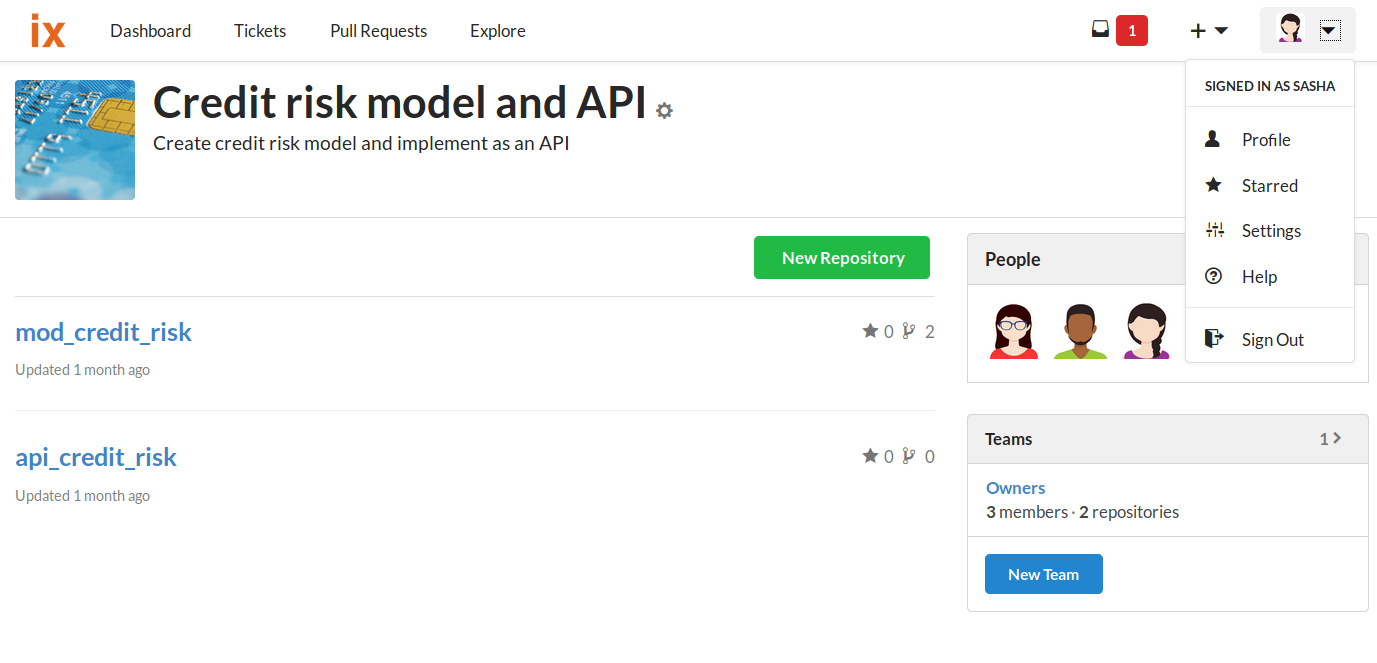 ix Dashboard Tickets Pull Requests Explore 1
SIGNED IN AS SASHA
Profile
Starred
Settings
Help
Sign Out
Credit risk model and API
Create credit risk model and implement as an API
New Repository
mod_credit_risk 0 2
Updated 1 month ago
api_credit_risk 0 0
Updated 1 month ago
People
Teams 1
Owners
3 members · 2 repositories
New Team